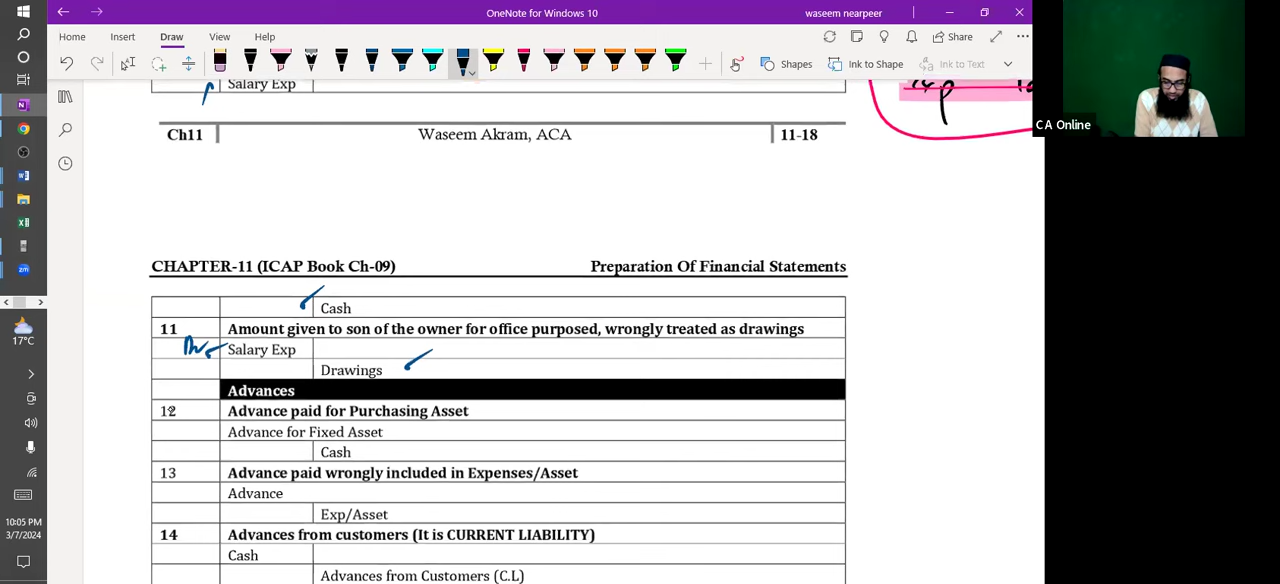 OneNote for Windows 10
waseem nearpeer
Home Insert Draw View Help
Share
Shapes Ink to Shape Ink to Text
Salary Exp
Ch11 Waseem Akram, ACA 11-18
CA Online
CHAPTER-11 (ICAP Book Ch-09) Preparation Of Financial Statements
Cash
11 Amount given to son of the owner for office purposed, wrongly treated as drawings
Salary Exp
Drawings
Advances
12 Advance paid for Purchasing Asset
Advance for Fixed Asset
Cash
13 Advance paid wrongly included in Expenses/Asset
Advance
Exp/Asset
14 Advances from customers (It is CURRENT LIABILITY)
Cash
Advances from Customers (C.L)
17°C
10:05 PM
3/7/2024